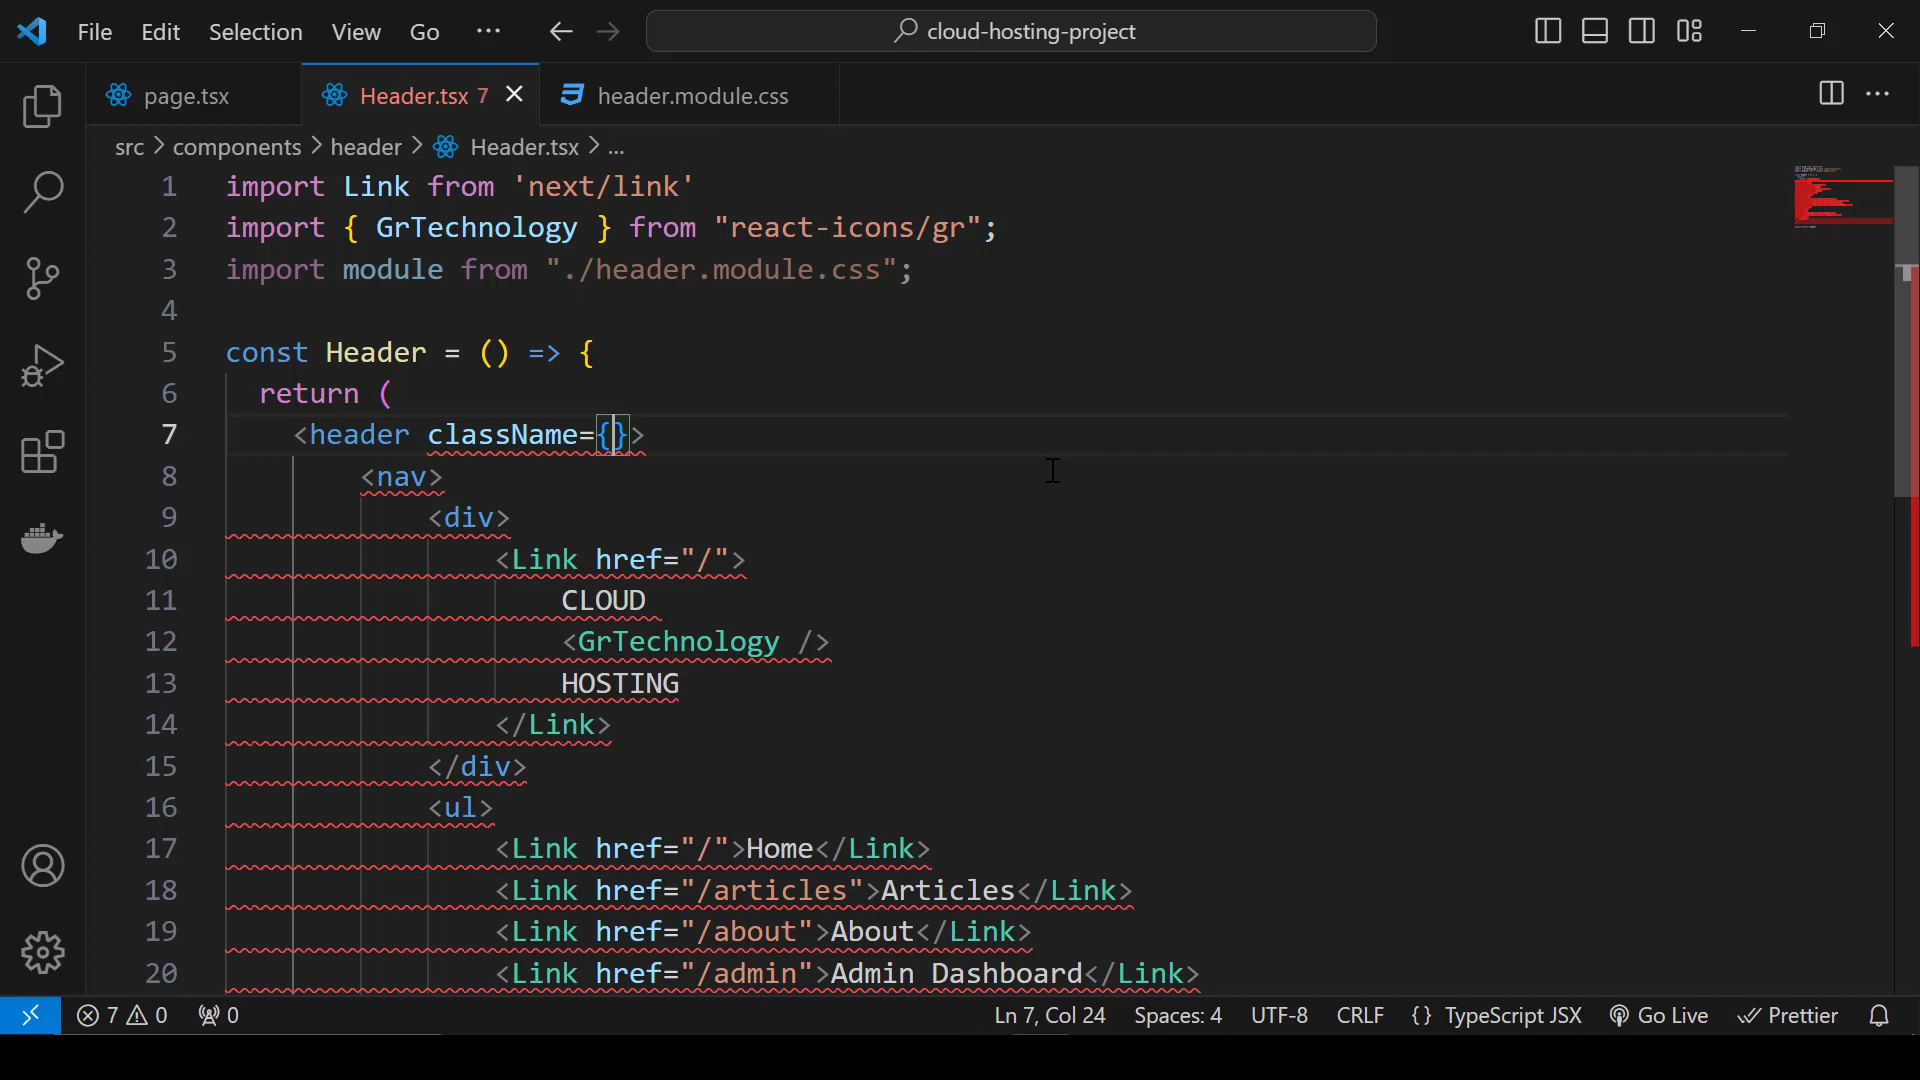 File Edit Selection View Go ··· cloud-hosting-project
page.tsx Header.tsx 7 header.module.css
src > components > header > Header.tsx > ...
1 import Link from 'next/link'
2 import { GrTechnology } from "react-icons/gr";
3 import module from "./header.module.css";
4
5 const Header = () => {
6 return (
7 <header className={}>
8 <nav>
9 <div>
10 <Link href="/">
11 CLOUD
12 <GrTechnology />
13 HOSTING
14 </Link>
15 </div>
16 <ul>
17 <Link href="/">Home</Link>
18 <Link href="/articles">Articles</Link>
19 <Link href="/about">About</Link>
20 <Link href="/admin">Admin Dashboard</Link>
7 0 0 Ln 7, Col 24 Spaces: 4 UTF-8 CRLF {} TypeScript JSX Go Live Prettier